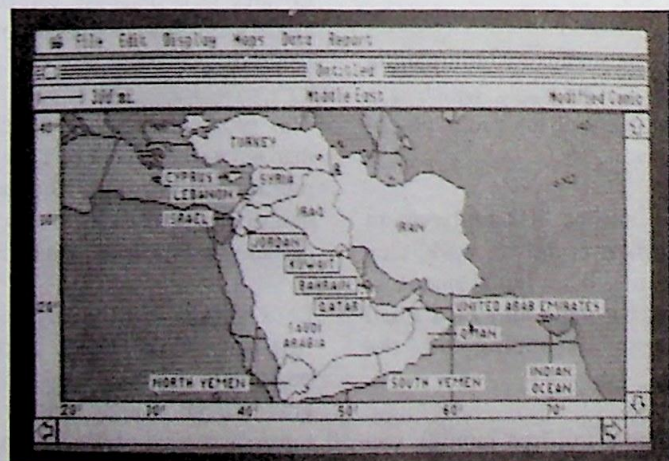 File Edit Display Maps Data Report
Untitled
300 mi. Middle East Modified Conic
40°
TURKEY
CYPRUS SYRIA
LEBANON
30° ISRAEL IRAQ IRAN
JORDAN
KUWAIT
BAHRAIN
20° QATAR UNITED ARAB EMIRATES
SAUDI
ARABIA
OMAN
NORTH YEMEN SOUTH YEMEN
INDIAN
OCEAN
20° 30° 40° 50° 60° 70°